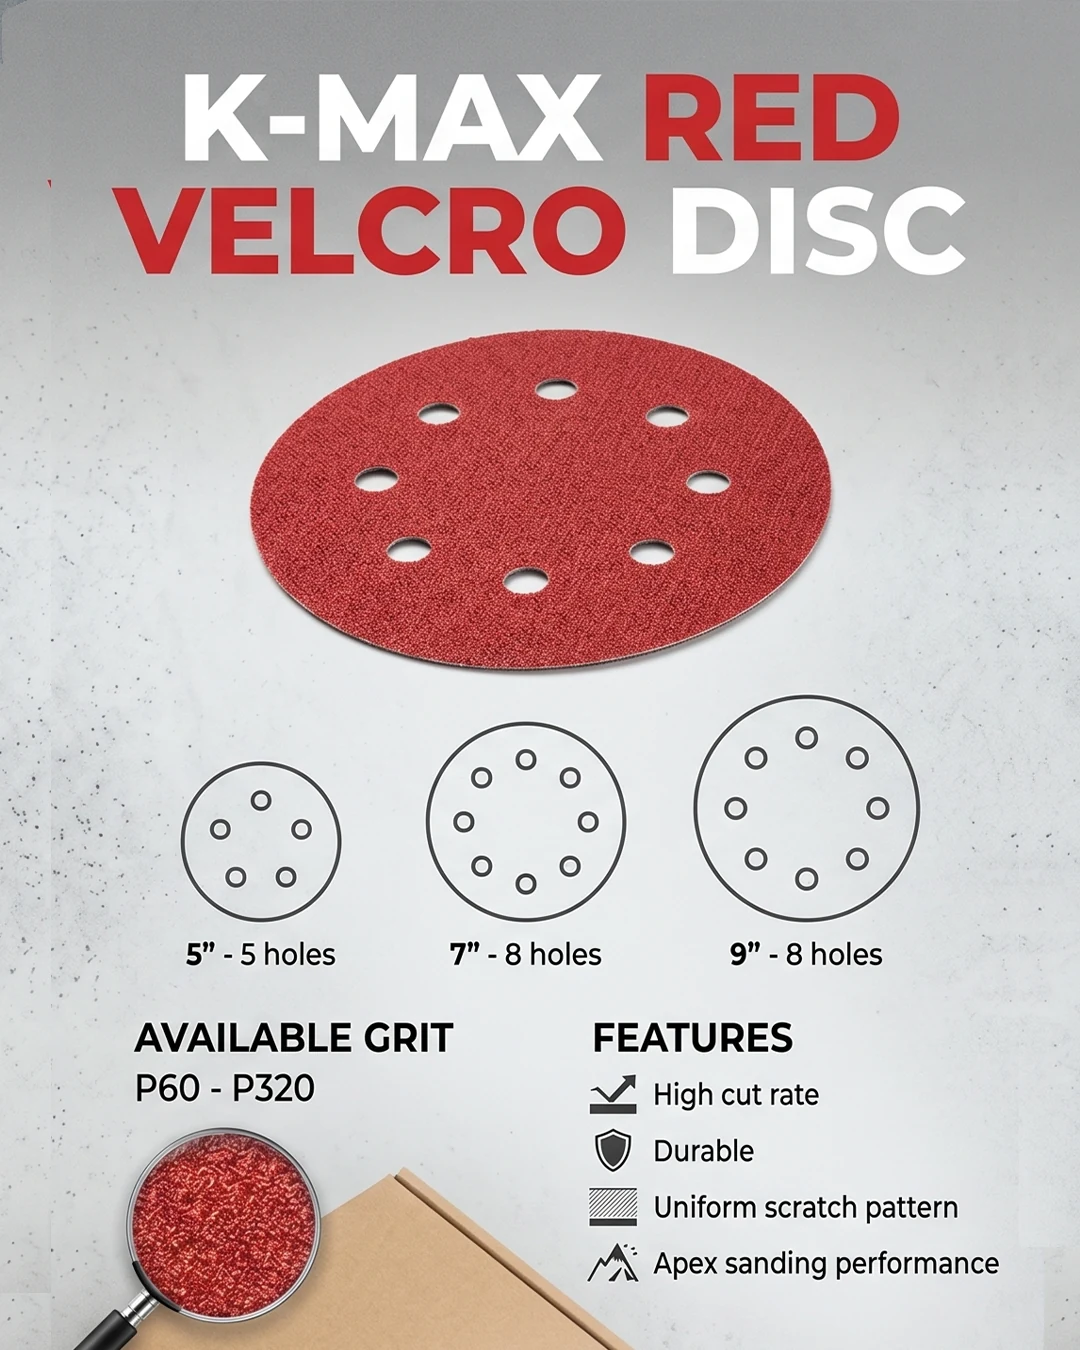 K-MAX RED
VELCRO DISC
5” - 5 holes
7” - 8 holes
9” - 8 holes
AVAILABLE GRIT
P60 - P320
FEATURES
High cut rate
Durable
Uniform scratch pattern
Apex sanding performance